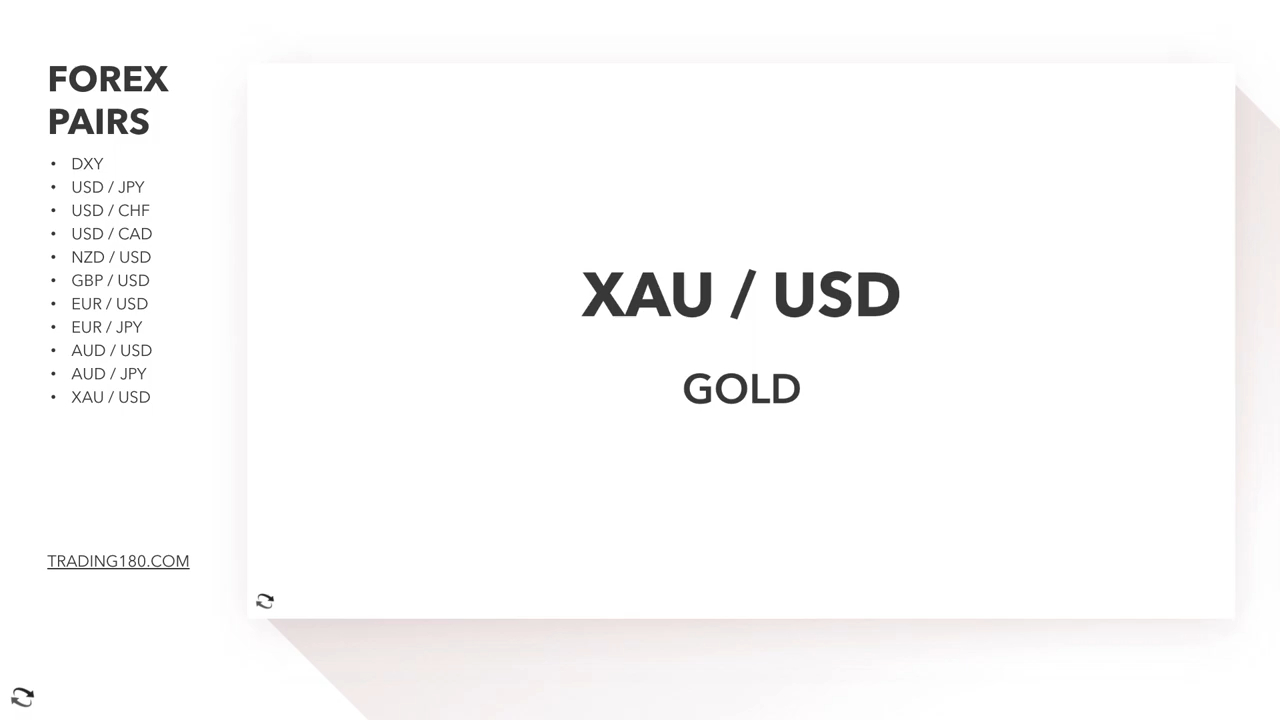 FOREX
PAIRS
• DXY
• USD / JPY
• USD / CHF
• USD / CAD
• NZD / USD
• GBP / USD
• EUR / USD
• EUR / JPY
• AUD / USD
• AUD / JPY
• XAU / USD
TRADING180.COM
XAU / USD
GOLD